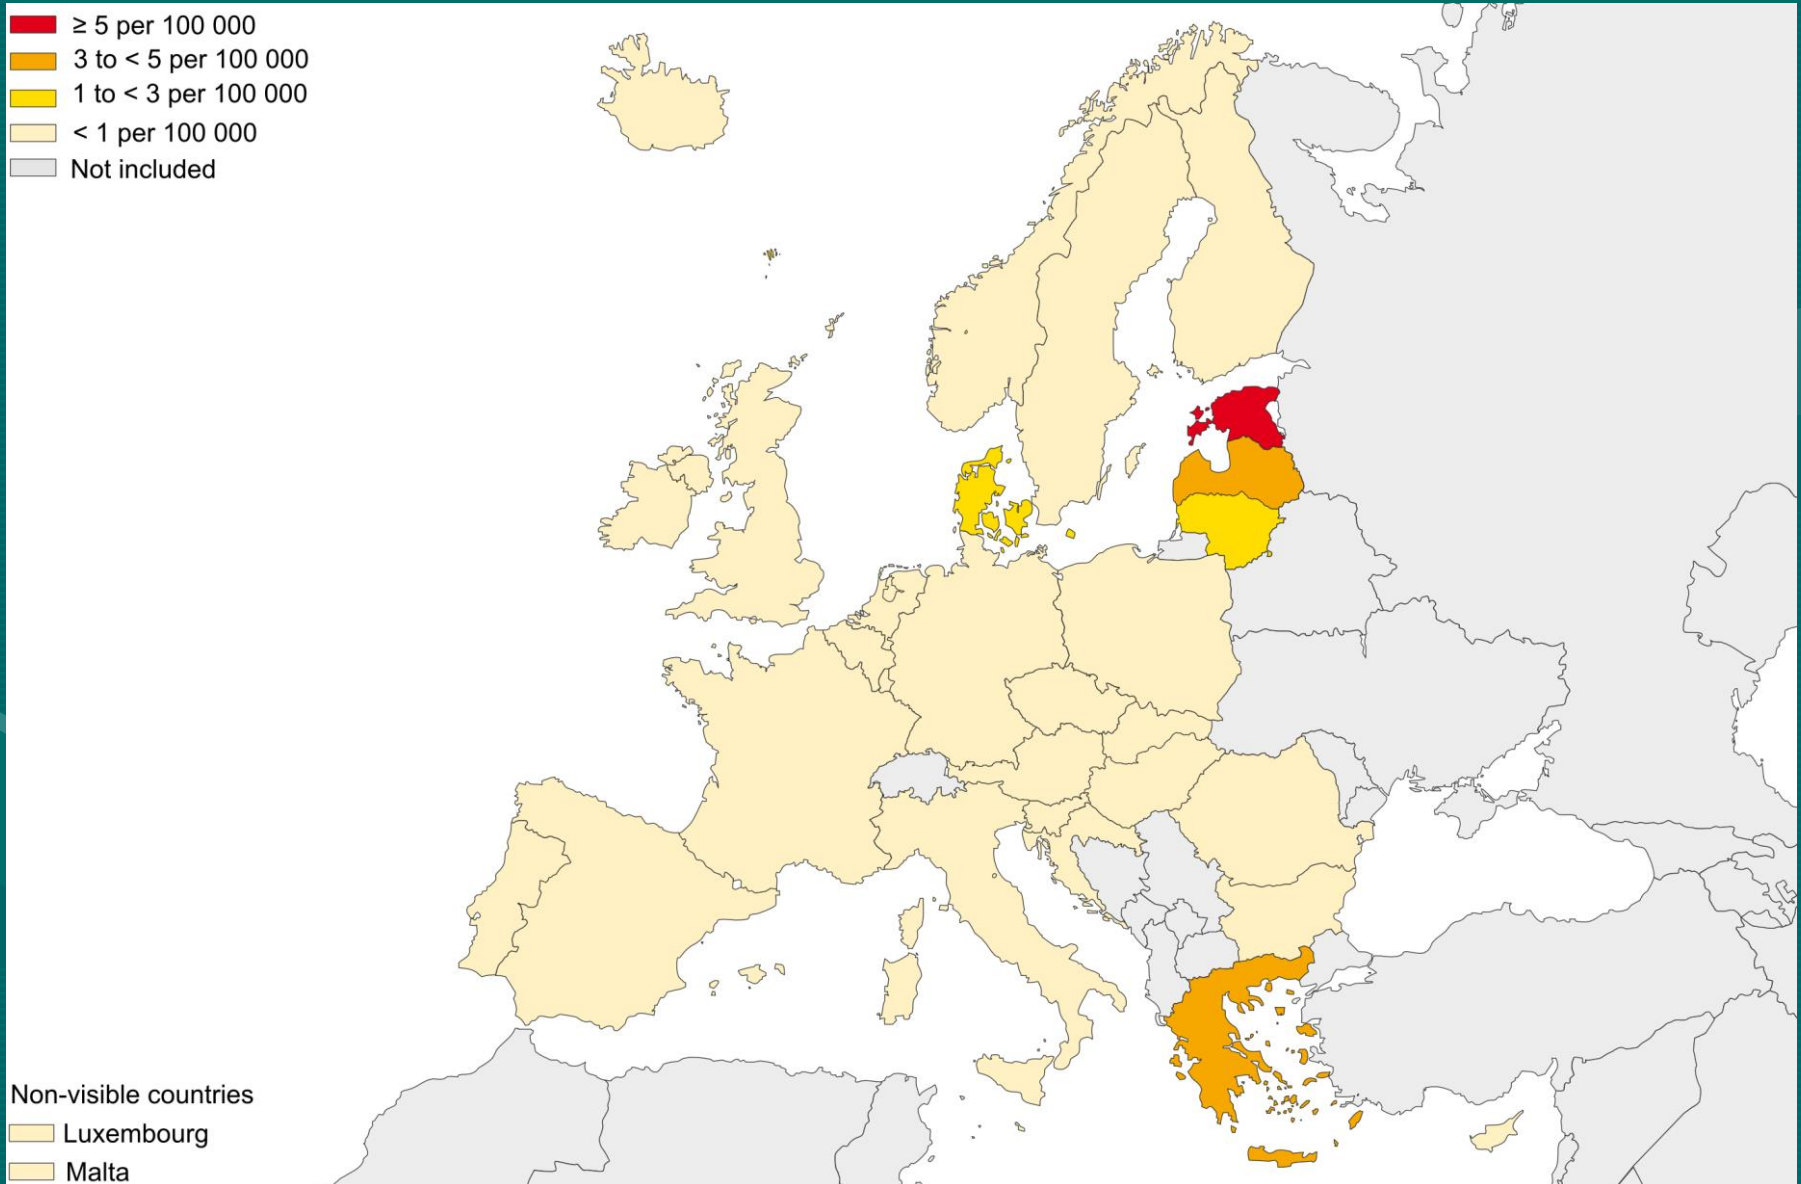 ≥ 5 per 100 000
3 to < 5 per 100 000
1 to < 3 per 100 000
< 1 per 100 000
Not included
Non-visible countries
Luxembourg
Malta